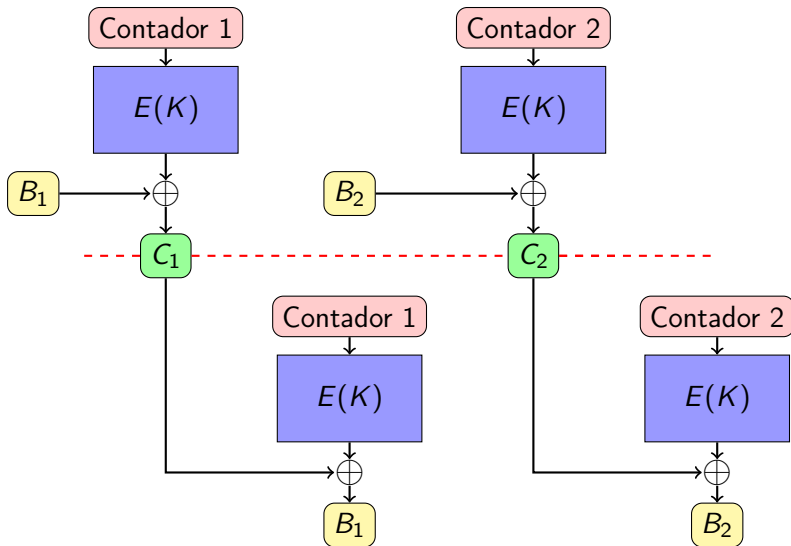 Contador 1
Contador 2
E(K)
E(K)
B₁
B₂
C₁
C₂
Contador 1
Contador 2
E(K)
E(K)
B₁
B₂